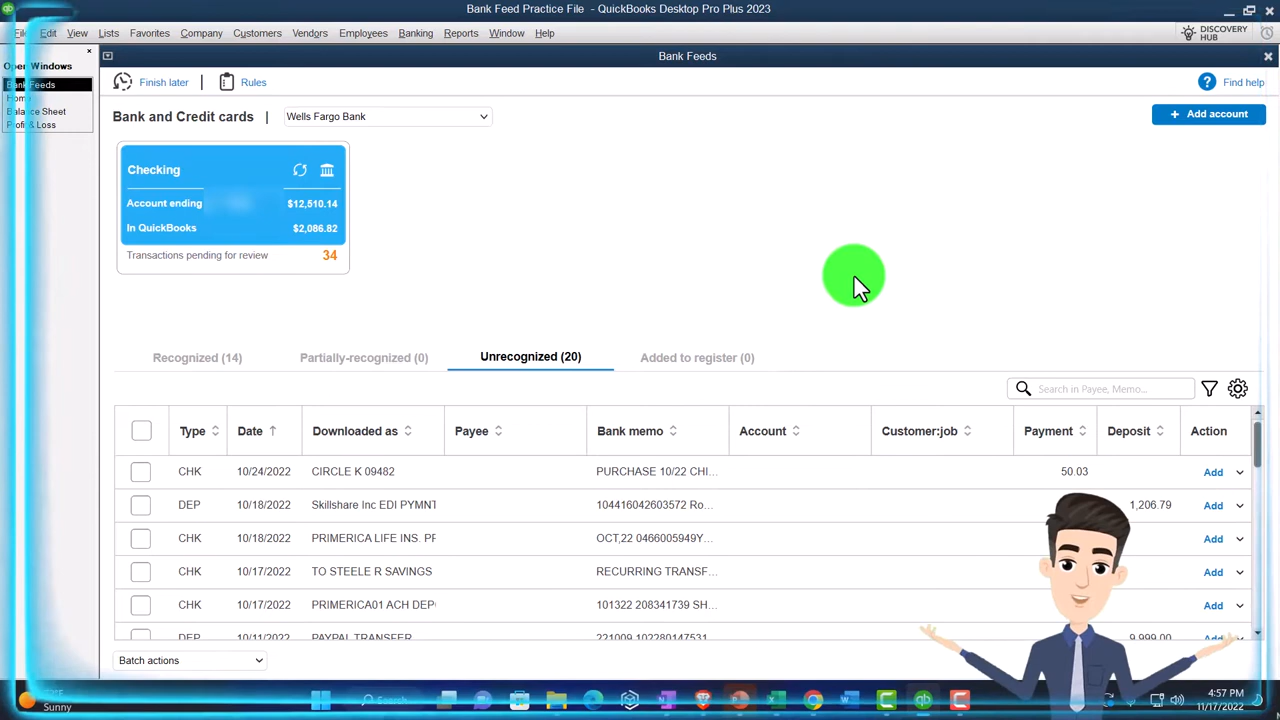 Bank Feed Practice File - QuickBooks Desktop Pro Plus 2023
File Edit View Lists Favorites Company Customers Vendors Employees Banking Reports Window Help
DISCOVERY HUB
Open Windows
Bank Feeds
Home
Balance Sheet
Profit & Loss
Bank Feeds
Finish later | Rules
Find help
Bank and Credit cards | Wells Fargo Bank
+ Add account
Checking
Account ending $12,510.14
In QuickBooks $2,086.82
Transactions pending for review 34
Recognized (14) Partially-recognized (0) Unrecognized (20) Added to register (0)
Search in Payee, Memo...
Type Date Downloaded as Payee Bank memo Account Customer:job Payment Deposit Action
CHK 10/24/2022 CIRCLE K 09482 PURCHASE 10/22 CHI... 50.03 Add
DEP 10/18/2022 Skillshare Inc EDI PYMNT 104416042603572 Ro... 1,206.79 Add
CHK 10/18/2022 PRIMERICA LIFE INS. PF OCT,22 0466005949Y... Add
CHK 10/17/2022 TO STEELE R SAVINGS RECURRING TRANSF... Add
CHK 10/17/2022 PRIMERICA01 ACH DEP 101322 208341739 SH... Add
DEP 10/11/2022 PAYPAL TRANSFER 221009 102280147531 9,999.00 Add
Batch actions
Sunny
Search
4:57 PM
11/17/2022